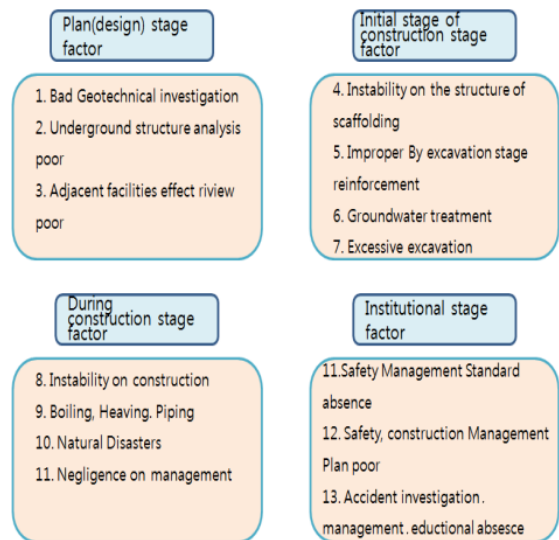 Plan(design) stage
factor
1. Bad Geotechnical investigation
2. Underground structure analysis
poor
3. Adjacent facilities effect riview
poor
Initial stage of
construction stage
factor
4. Instability on the structure of
scaffolding
5. Improper By excavation stage
reinforcement
6. Groundwater treatment
7. Excessive excavation
During
construction stage
factor
8. Instability on construction
9. Boiling, Heaving. Piping
10. Natural Disasters
11. Negligence on management
Institutional stage
factor
11.Safety Management Standard
absence
12. Safety, construction Management
Plan poor
13. Accident investigation.
management. eductional absesce